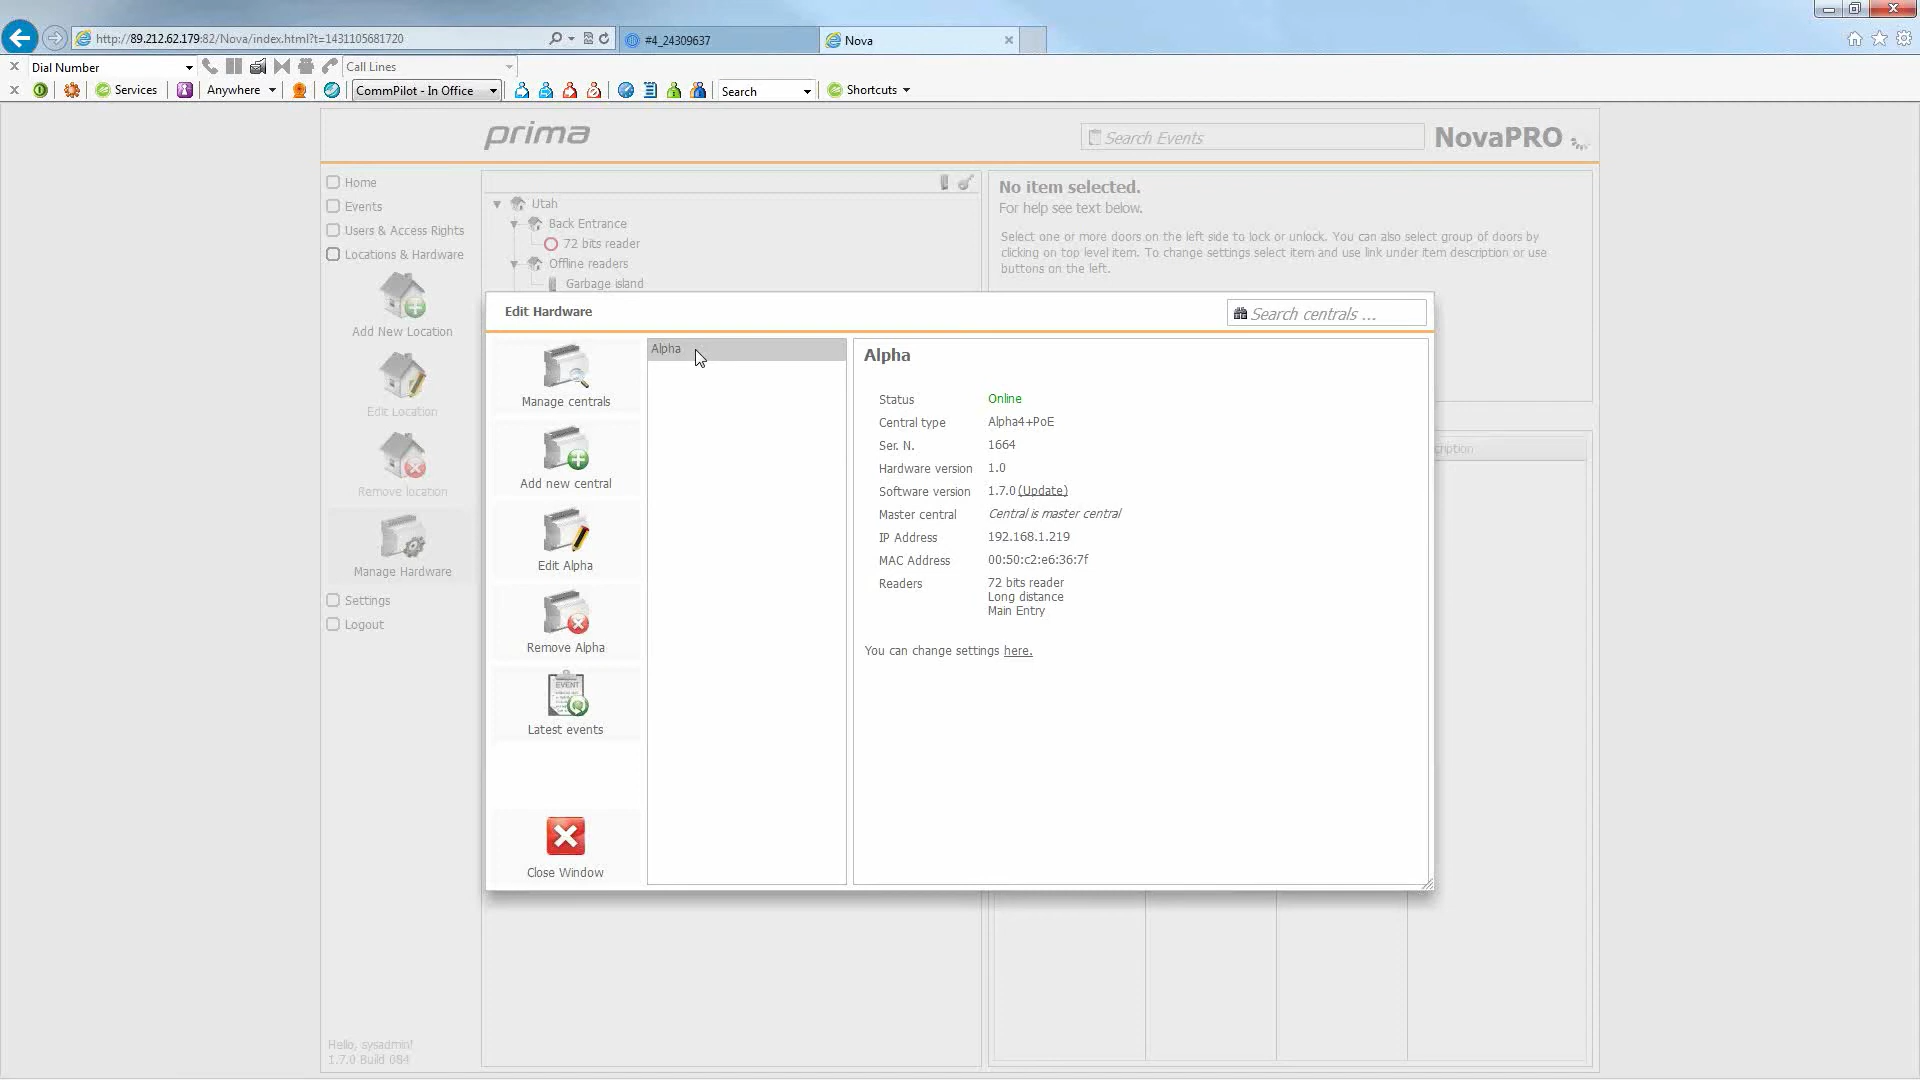 http://89.212.62.179:82/Nova/index.html?t=1431105681720
#4_24309637
Nova
Dial Number
Call Lines
Services
Anywhere
CommPilot - In Office
Search
Shortcuts
prima
Search Events
NovaPRO
Home
Events
Users & Access Rights
Locations & Hardware
Add New Location
Edit Location
Remove location
Manage Hardware
Settings
Logout
Hello, sysadmin!
1.7.0 Build 084
Utah
Back Entrance
72 bits reader
Offline readers
Garbage island
No item selected.
For help see text below.
Select one or more doors on the left side to lock or unlock. You can also select group of doors by
clicking on top level item. To change settings select item and use link under item description or use
buttons on the left.
cription
Edit Hardware
Search centrals ...
Manage centrals
Add new central
Edit Alpha
Remove Alpha
EVENT
Latest events
Close Window
Alpha
Alpha
Status Online
Central type Alpha4+PoE
Ser. N. 1664
Hardware version 1.0
Software version 1.7.0 (Update)
Master central Central is master central
IP Address 192.168.1.219
MAC Address 00:50:c2:e6:36:7f
Readers 72 bits reader
Long distance
Main Entry
You can change settings here.